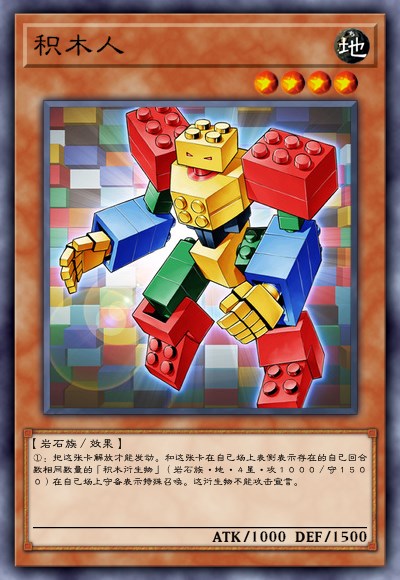 积木人
地
【岩石族／效果】
①：把这张卡解放才能发动。和这张卡在自己场上表侧表示存在的自己回合
数相同数量的「积木衍生物」（岩石族·地·4星·攻1000／守150
0）在自己场上守备表示特殊召唤。这衍生物不能攻击宣言。
ATK/1000 DEF/1500